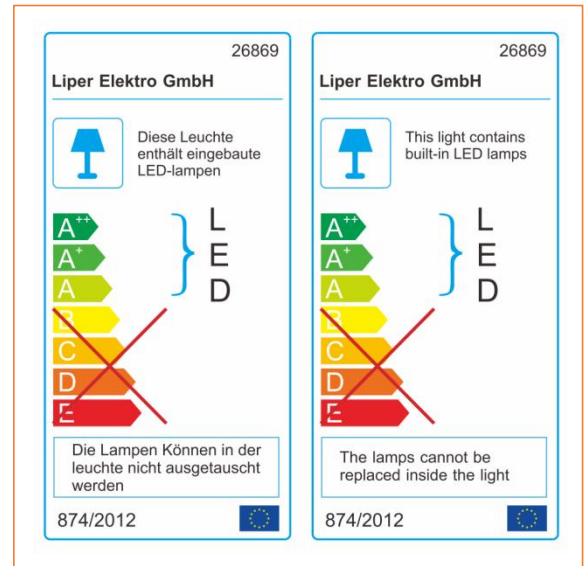 26869
Liper Elektro GmbH
Diese Leuchte
enthält eingebaute
LED-lampen
A++
A+
A
B
C
D
E
L
E
D
Die Lampen Können in der
leuchte nicht ausgetauscht
werden
874/2012
26869
Liper Elektro GmbH
This light contains
built-in LED lamps
A++
A+
A
B
C
D
E
L
E
D
The lamps cannot be
replaced inside the light
874/2012